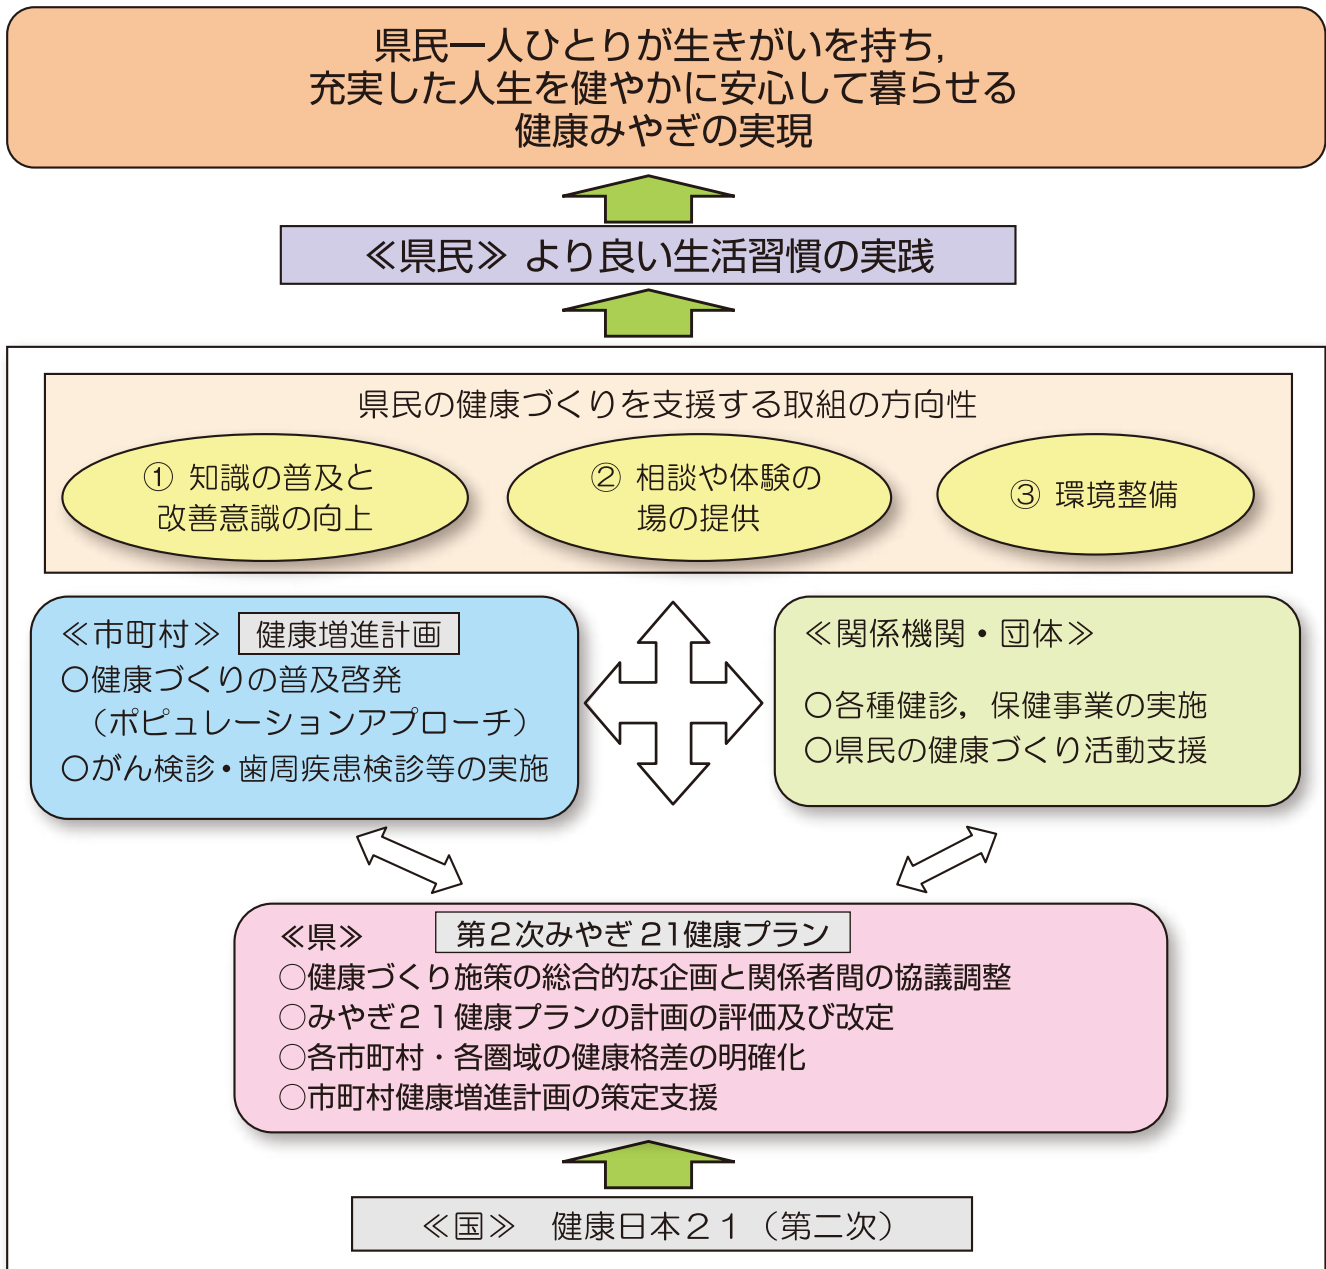 県民一人ひとりが生きがいを持ち,
充実した人生を健やかに安心して暮らせる
健康みやぎの実現
≪県民≫ より良い生活習慣の実践
県民の健康づくりを支援する取組の方向性
① 知識の普及と
改善意識の向上
② 相談や体験の
場の提供
③ 環境整備
≪市町村≫ 健康増進計画
○健康づくりの普及啓発
（ポピュレーションアプローチ）
○がん検診・歯周疾患検診等の実施
≪関係機関・団体≫
○各種健診，保健事業の実施
○県民の健康づくり活動支援
≪県≫ 第２次みやぎ21健康プラン
○健康づくり施策の総合的な企画と関係者間の協議調整
○みやぎ２１健康プランの計画の評価及び改定
○各市町村・各圏域の健康格差の明確化
○市町村健康増進計画の策定支援
≪国≫ 健康日本２１（第二次）